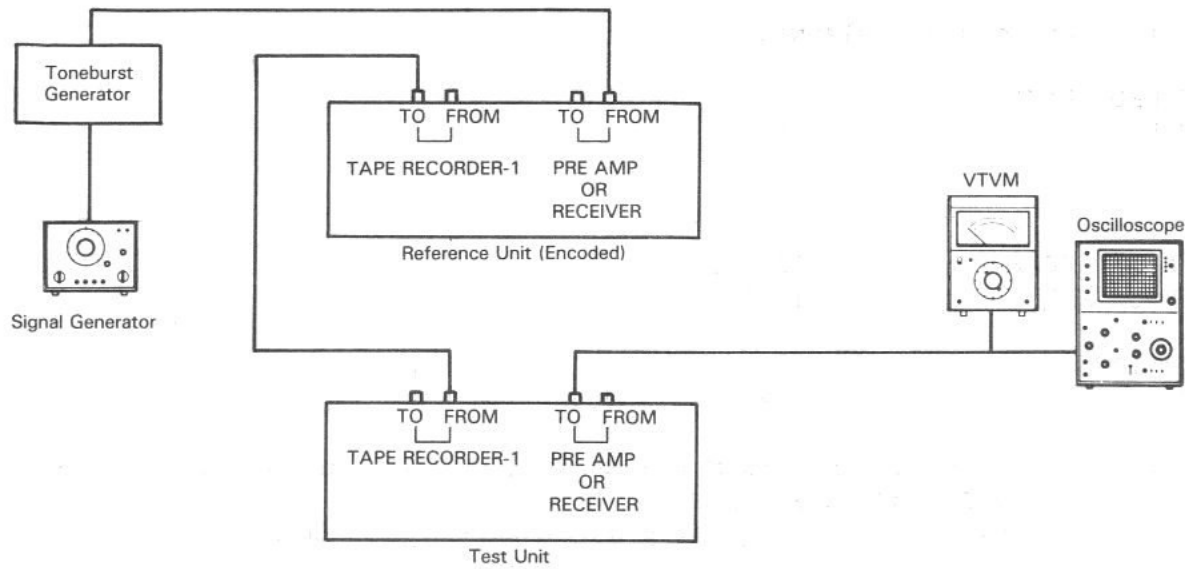 Toneburst
Generator
Signal Generator
TO FROM
TO FROM
TAPE RECORDER-1
PRE AMP
OR
RECEIVER
Reference Unit (Encoded)
VTVM
Oscilloscope
TO FROM
TO FROM
TAPE RECORDER-1
PRE AMP
OR
RECEIVER
Test Unit